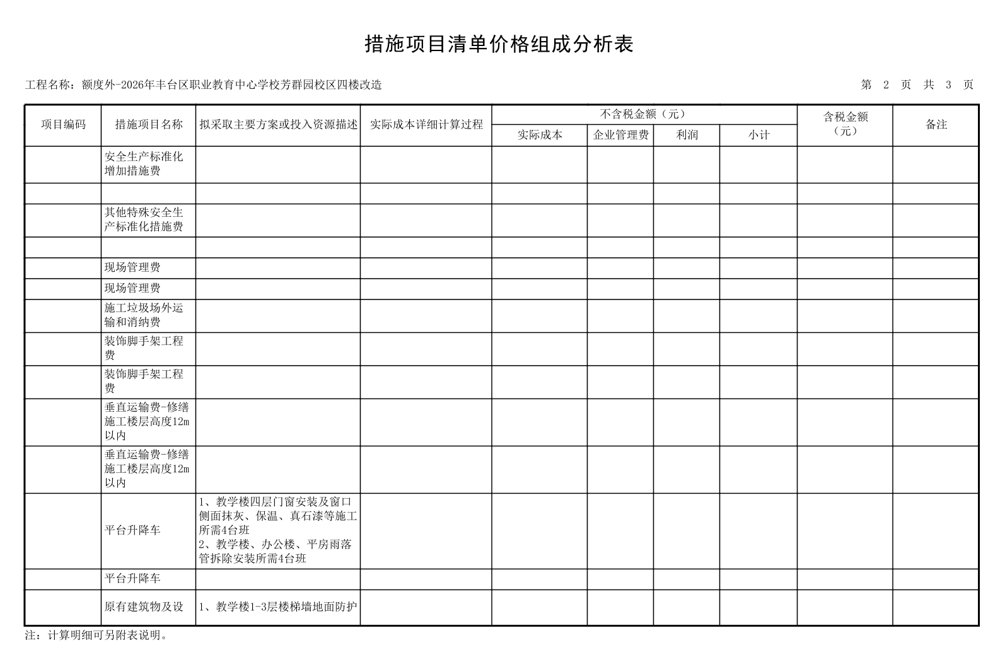 措施项目清单价格组成分析表
工程名称：额度外-2026年丰台区职业教育中心学校芳群园校区四楼改造
第 2 页 共 3 页
项目编码
措施项目名称
拟采取主要方案或投入资源描述
实际成本详细计算过程
不含税金额（元）
含税金额
（元）
备注
实际成本
企业管理费
利润
小计
安全生产标准化
增加措施费
其他特殊安全生
产标准化措施费
现场管理费
现场管理费
施工垃圾场外运
输和消纳费
装饰脚手架工程
费
装饰脚手架工程
费
垂直运输费-修缮
施工楼层高度12m
以内
垂直运输费-修缮
施工楼层高度12m
以内
平台升降车
1、教学楼四层门窗安装及窗口
侧面抹灰、保温、真石漆等施工
所需4台班
2、教学楼、办公楼、平房雨落
管拆除安装所需4台班
平台升降车
原有建筑物及设
1、教学楼1-3层楼梯墙地面防护
注：计算明细可另附表说明。